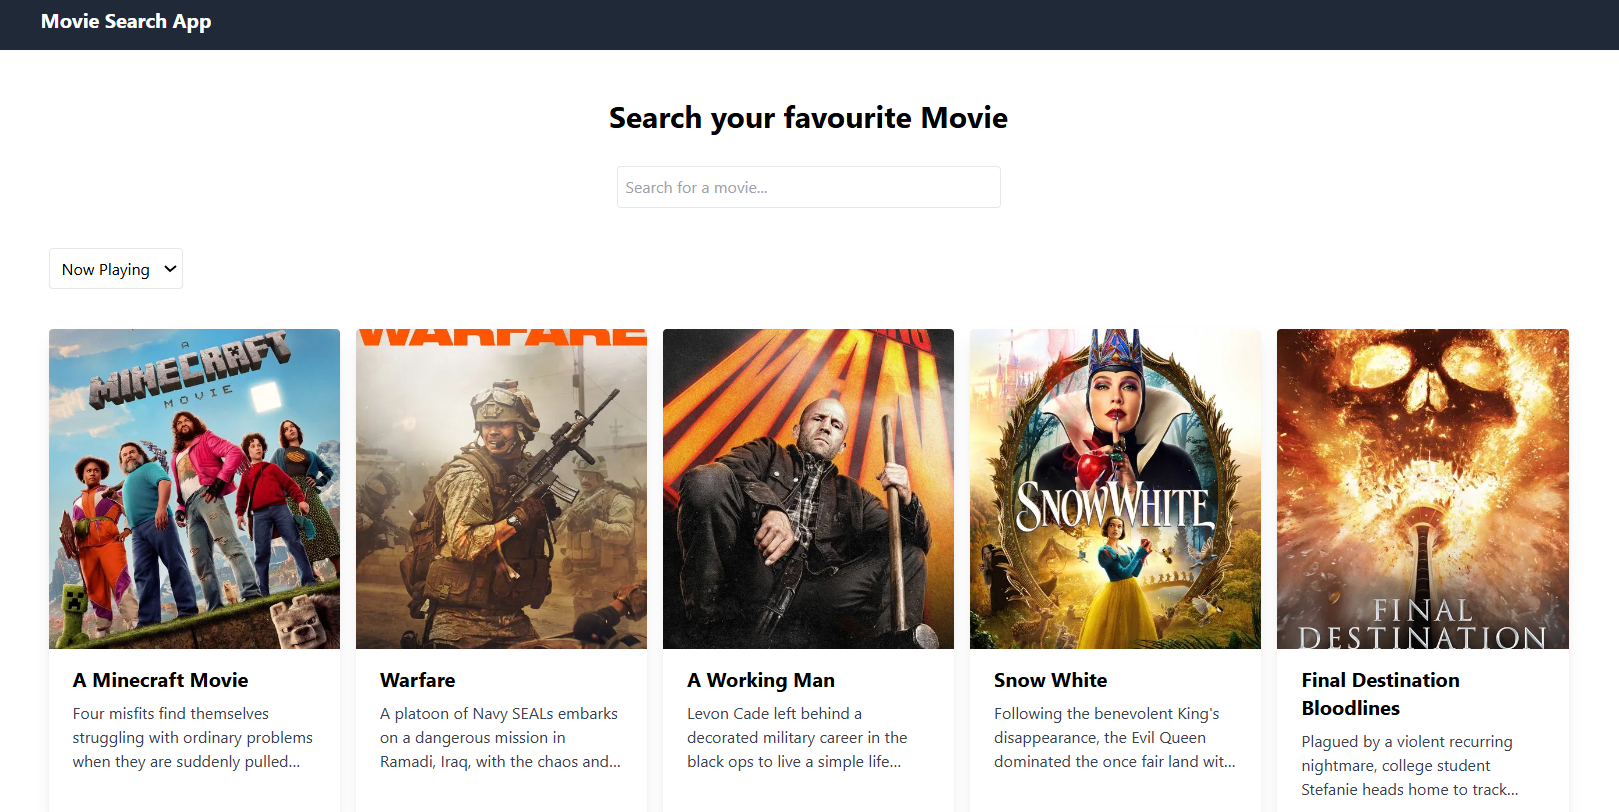 Movie Search App
Search your favourite Movie
Search for a movie...
Now Playing
A
MINECRAFT
MOVIE
WARFARE
MAN
SNOW WHITE
FINAL
DESTINATION
A Minecraft Movie
Four misfits find themselves
struggling with ordinary problems
when they are suddenly pulled...
Warfare
A platoon of Navy SEALs embarks
on a dangerous mission in
Ramadi, Iraq, with the chaos and...
A Working Man
Levon Cade left behind a
decorated military career in the
black ops to live a simple life...
Snow White
Following the benevolent King's
disappearance, the Evil Queen
dominated the once fair land wit...
Final Destination
Bloodlines
Plagued by a violent recurring
nightmare, college student
Stefanie heads home to track...